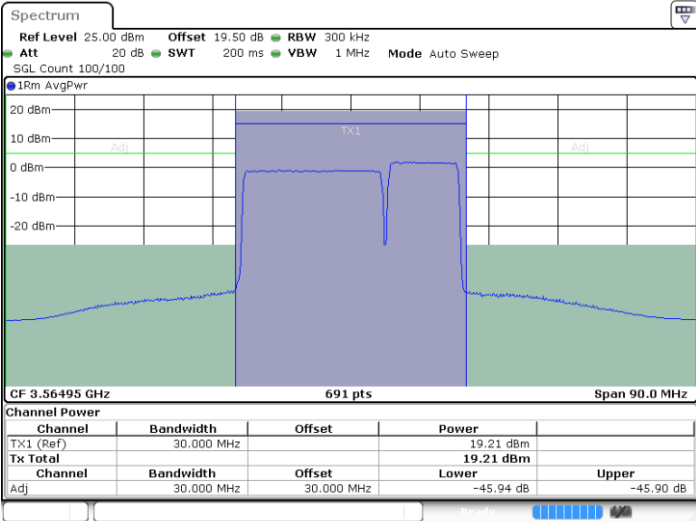 Spectrum
Ref Level 25.00 dBm Offset 19.50 dB RBW 300 kHz
Att 20 dB SWT 200 ms VBW 1 MHz Mode Auto Sweep
SGL Count 100/100
1Rm AvgPwr
20 dBm
TX1
10 dBm
Adj Adj
0 dBm
-10 dBm
-20 dBm
CF 3.56495 GHz 691 pts Span 90.0 MHz
Channel Power
Channel Bandwidth Offset Power
TX1 (Ref) 30.000 MHz 19.21 dBm
Tx Total 19.21 dBm
Channel Bandwidth Offset Lower Upper
Adj 30.000 MHz 30.000 MHz -45.94 dB -45.90 dB
Ready